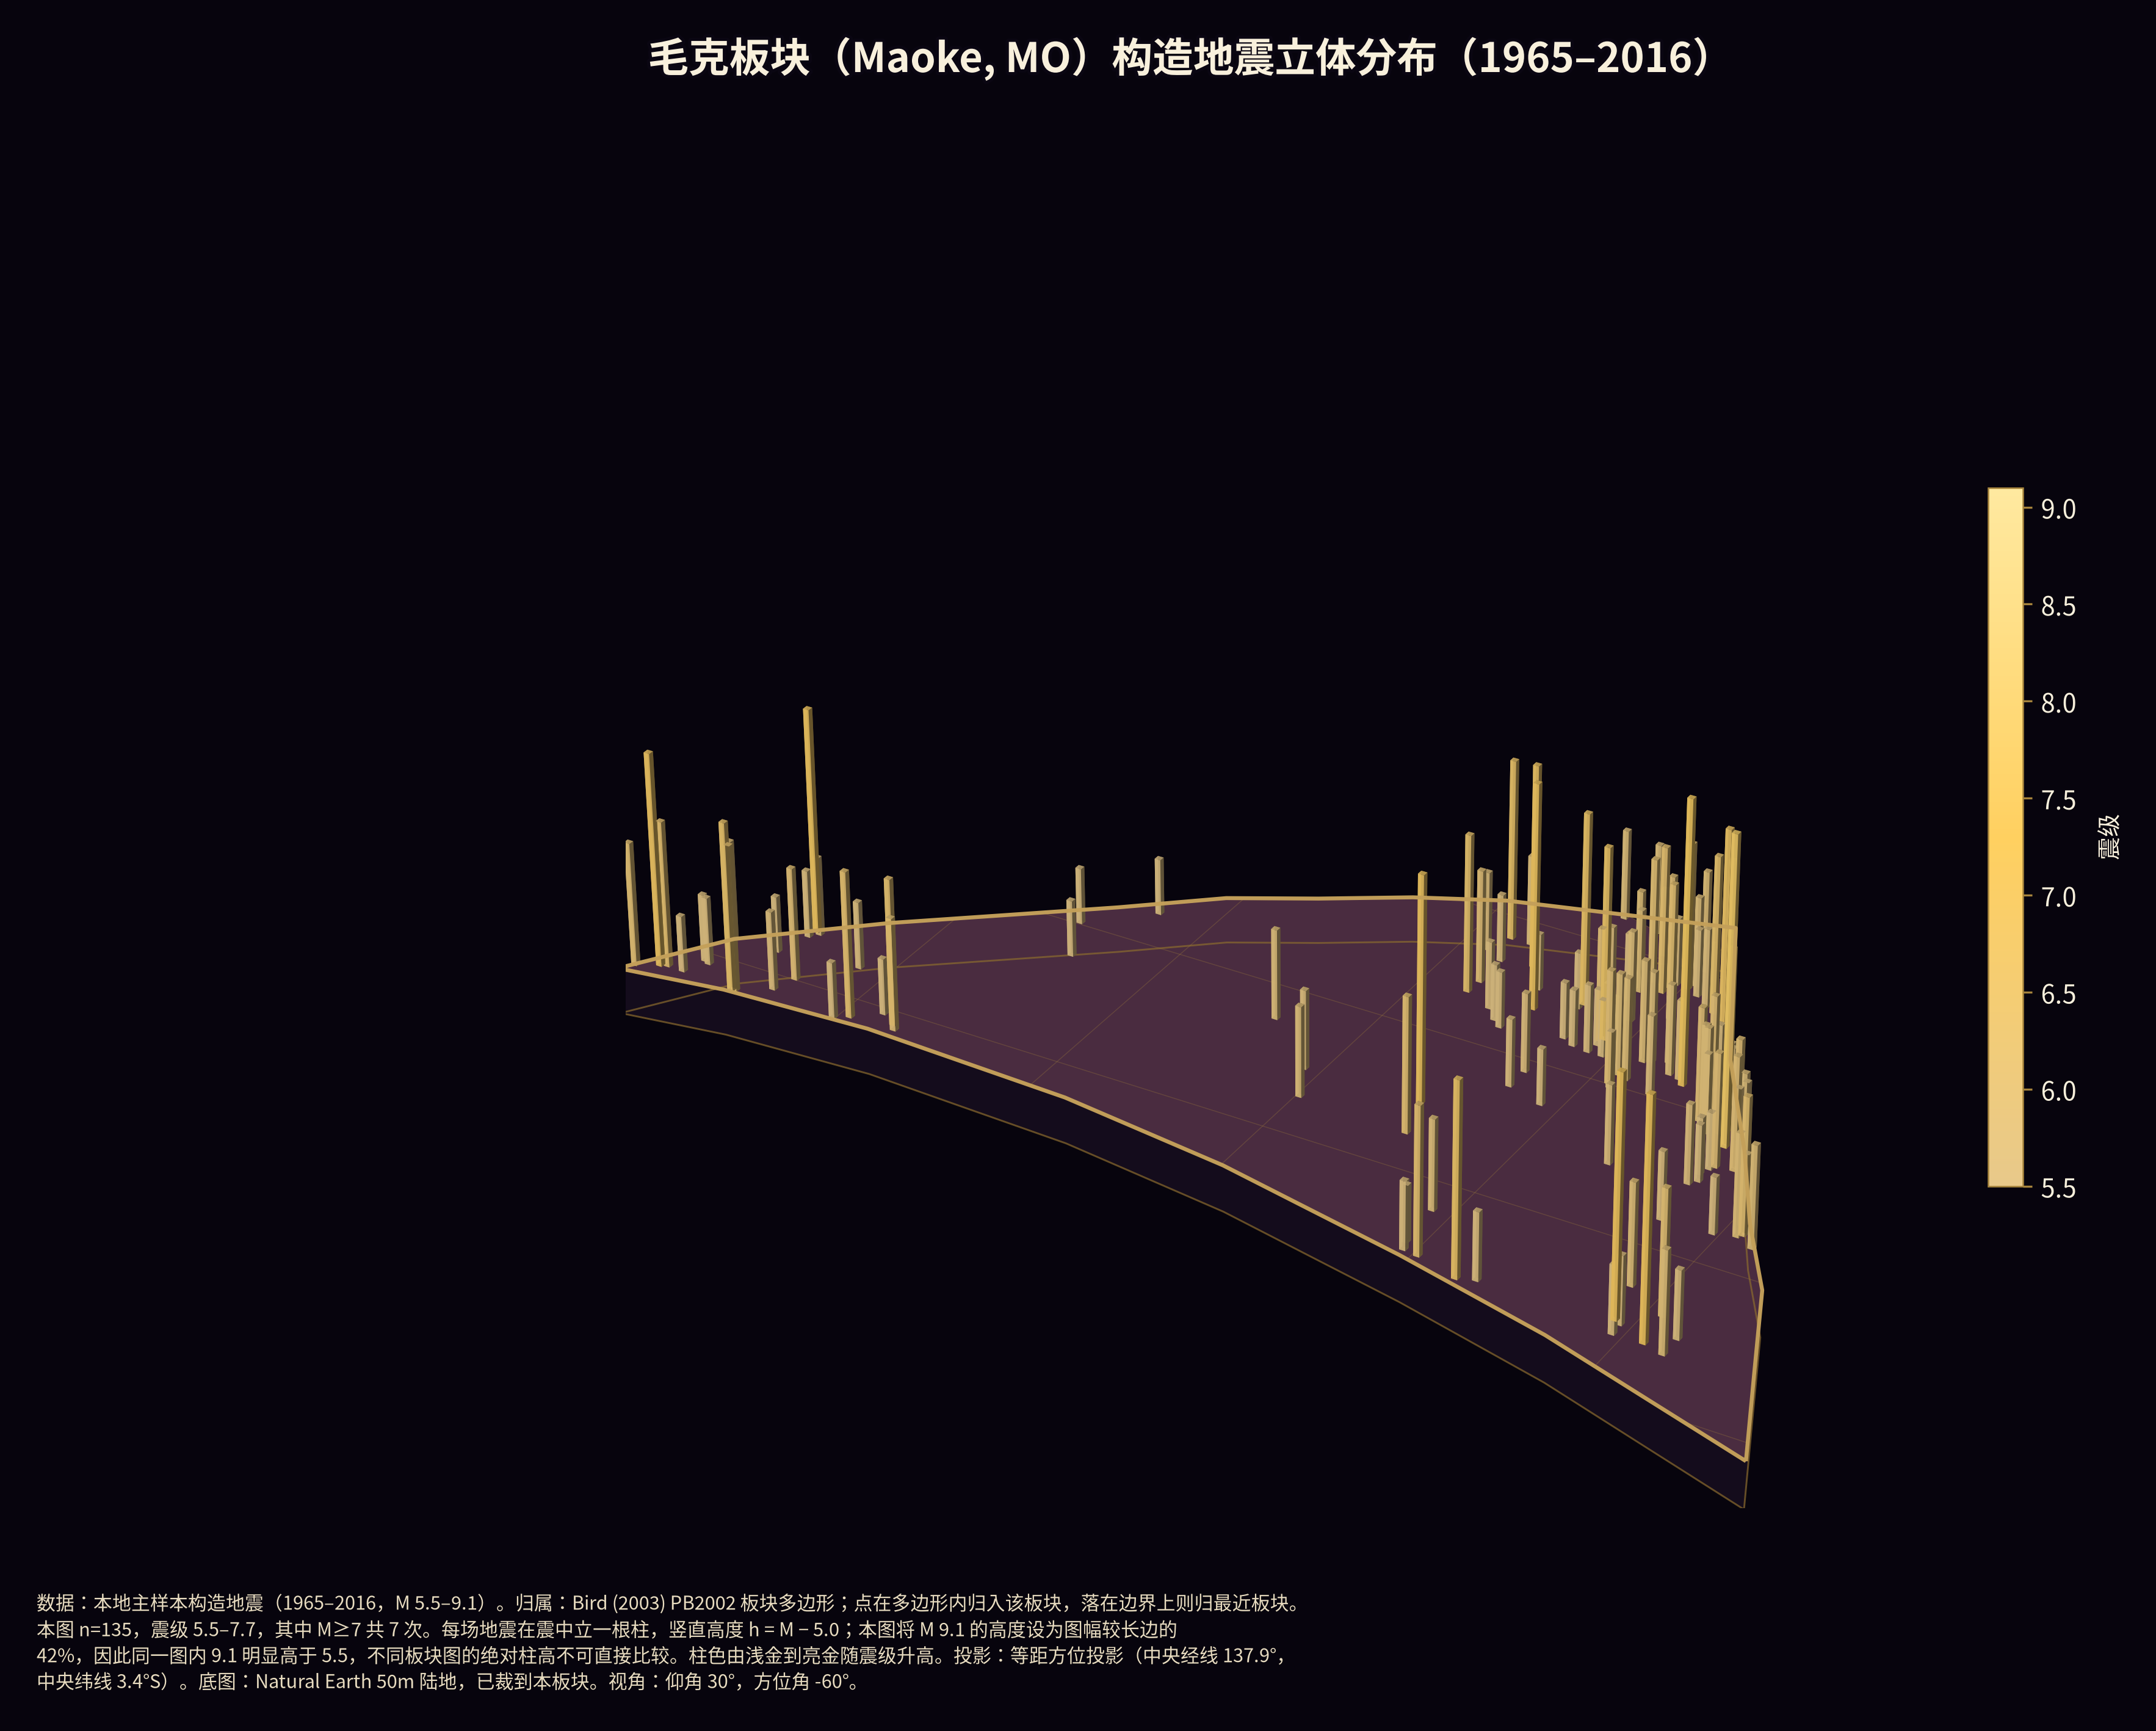 毛克板块（Maoke, MO）构造地震立体分布（1965–2016）
9.0
8.5
8.0
7.5
7.0
6.5
6.0
5.5
震级
数据：本地主样本构造地震（1965–2016，M 5.5–9.1）。归属：Bird (2003) PB2002 板块多边形；点在多边形内归入该板块，落在边界上则归最近板块。
本图 n=135，震级 5.5–7.7，其中 M≥7 共 7 次。每场地震在震中立一根柱，竖直高度 h = M − 5.0；本图将 M 9.1 的高度设为图幅较长边的
42%，因此同一图内 9.1 明显高于 5.5，不同板块图的绝对柱高不可直接比较。柱色由浅金到亮金随震级升高。投影：等距方位投影（中央经线 137.9°，
中央纬线 3.4°S）。底图：Natural Earth 50m 陆地，已裁到本板块。视角：仰角 30°，方位角 -60°。